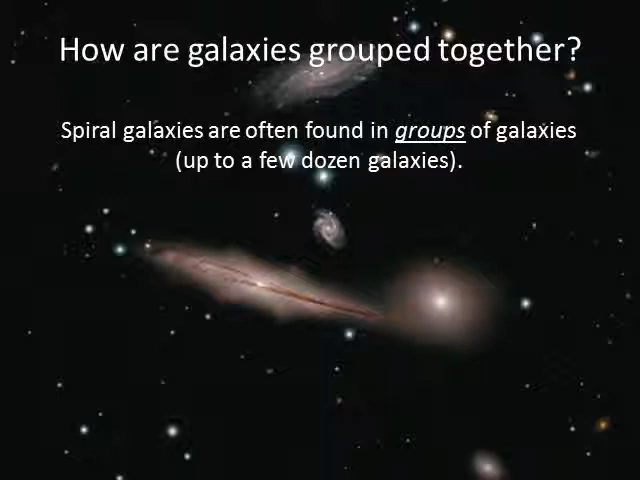 How are galaxies grouped together?
Spiral galaxies are often found in groups of galaxies
(up to a few dozen galaxies).